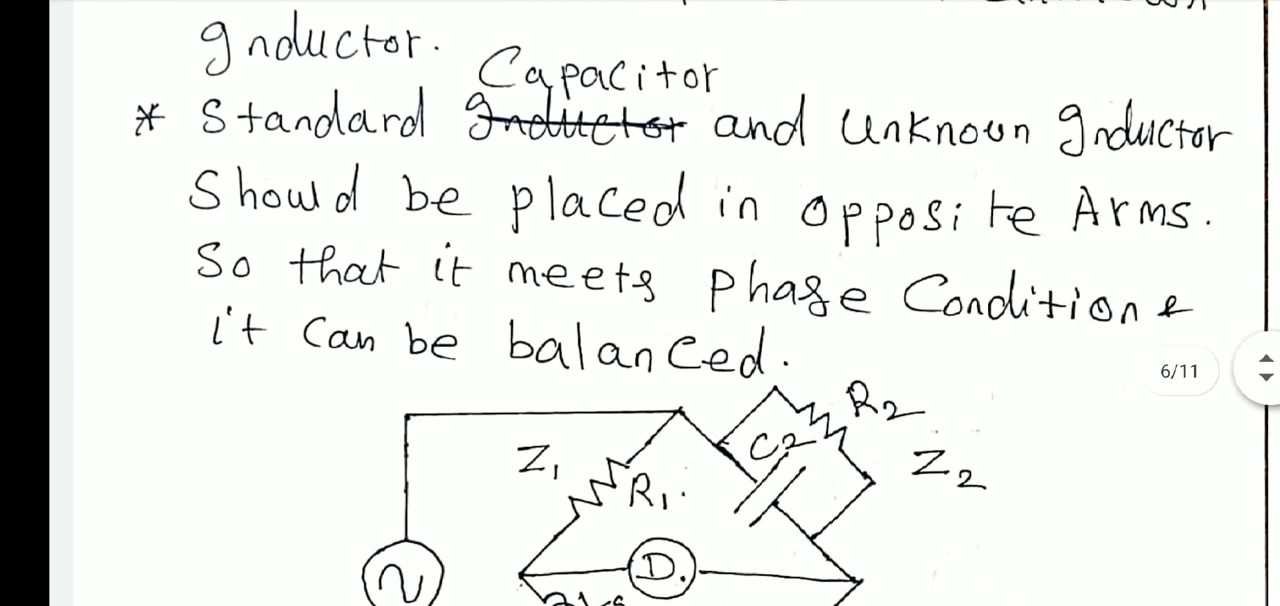 Inductor.
Capacitor
* Standard Inductor and Unknown Inductor
Should be placed in opposite Arms.
So that it meets phase Condition &
it can be balanced.
6/11
R2
C2
Z1
Z2
R1.
D.